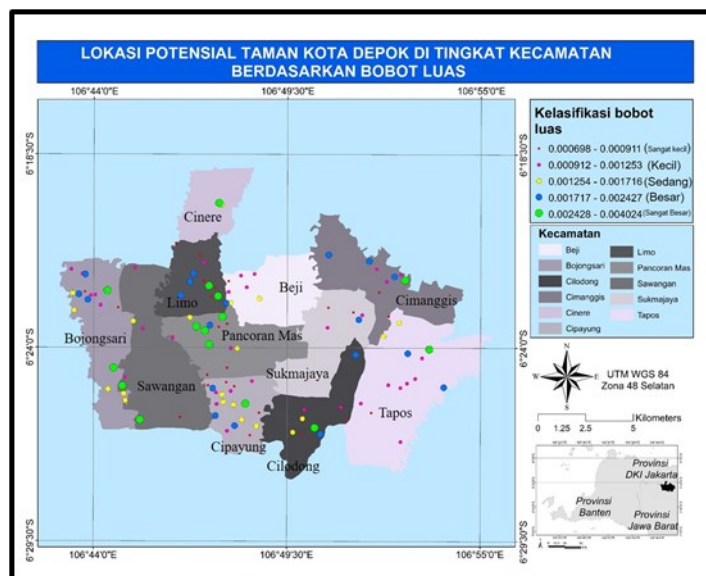 LOKASI POTENSIAL TAMAN KOTA DEPOK DI TINGKAT KECAMATAN
BERDASARKAN BOBOT LUAS
106°44'0"E
106°49'30"E
106°55'0"E
6°18'30"S
6°18'30"S
6°24'0"S
6°24'0"S
6°29'30"S
6°29'30"S
Cinere
Limo
Beji
Cimanggis
Bojongsari
Pancoran Mas
Sawangan
Sukmajaya
Tapos
Cipayung
Cilodong
106°44'0"E
106°49'30"E
106°55'0"E
Kelasifikasi bobot
luas
0.000698 - 0.000911 (Sangat kecil)
0.000912 - 0.001253 (Kecil)
0.001254 - 0.001716 (Sedang)
0.001717 - 0.002427 (Besar)
0.002428 - 0.004024 (Sangat Besar)
Kecamatan
Beji
Bojongsari
Cilodong
Cimanggis
Cinere
Cipayung
Limo
Pancoran Mas
Sawangan
Sukmajaya
Tapos
N
W
E
S
UTM WGS 84
Zona 48 Selatan
0 1.25 2.5 5
Kilometers
Provinsi
DKI Jakarta
Provinsi
Banten
Provinsi
Jawa Barat